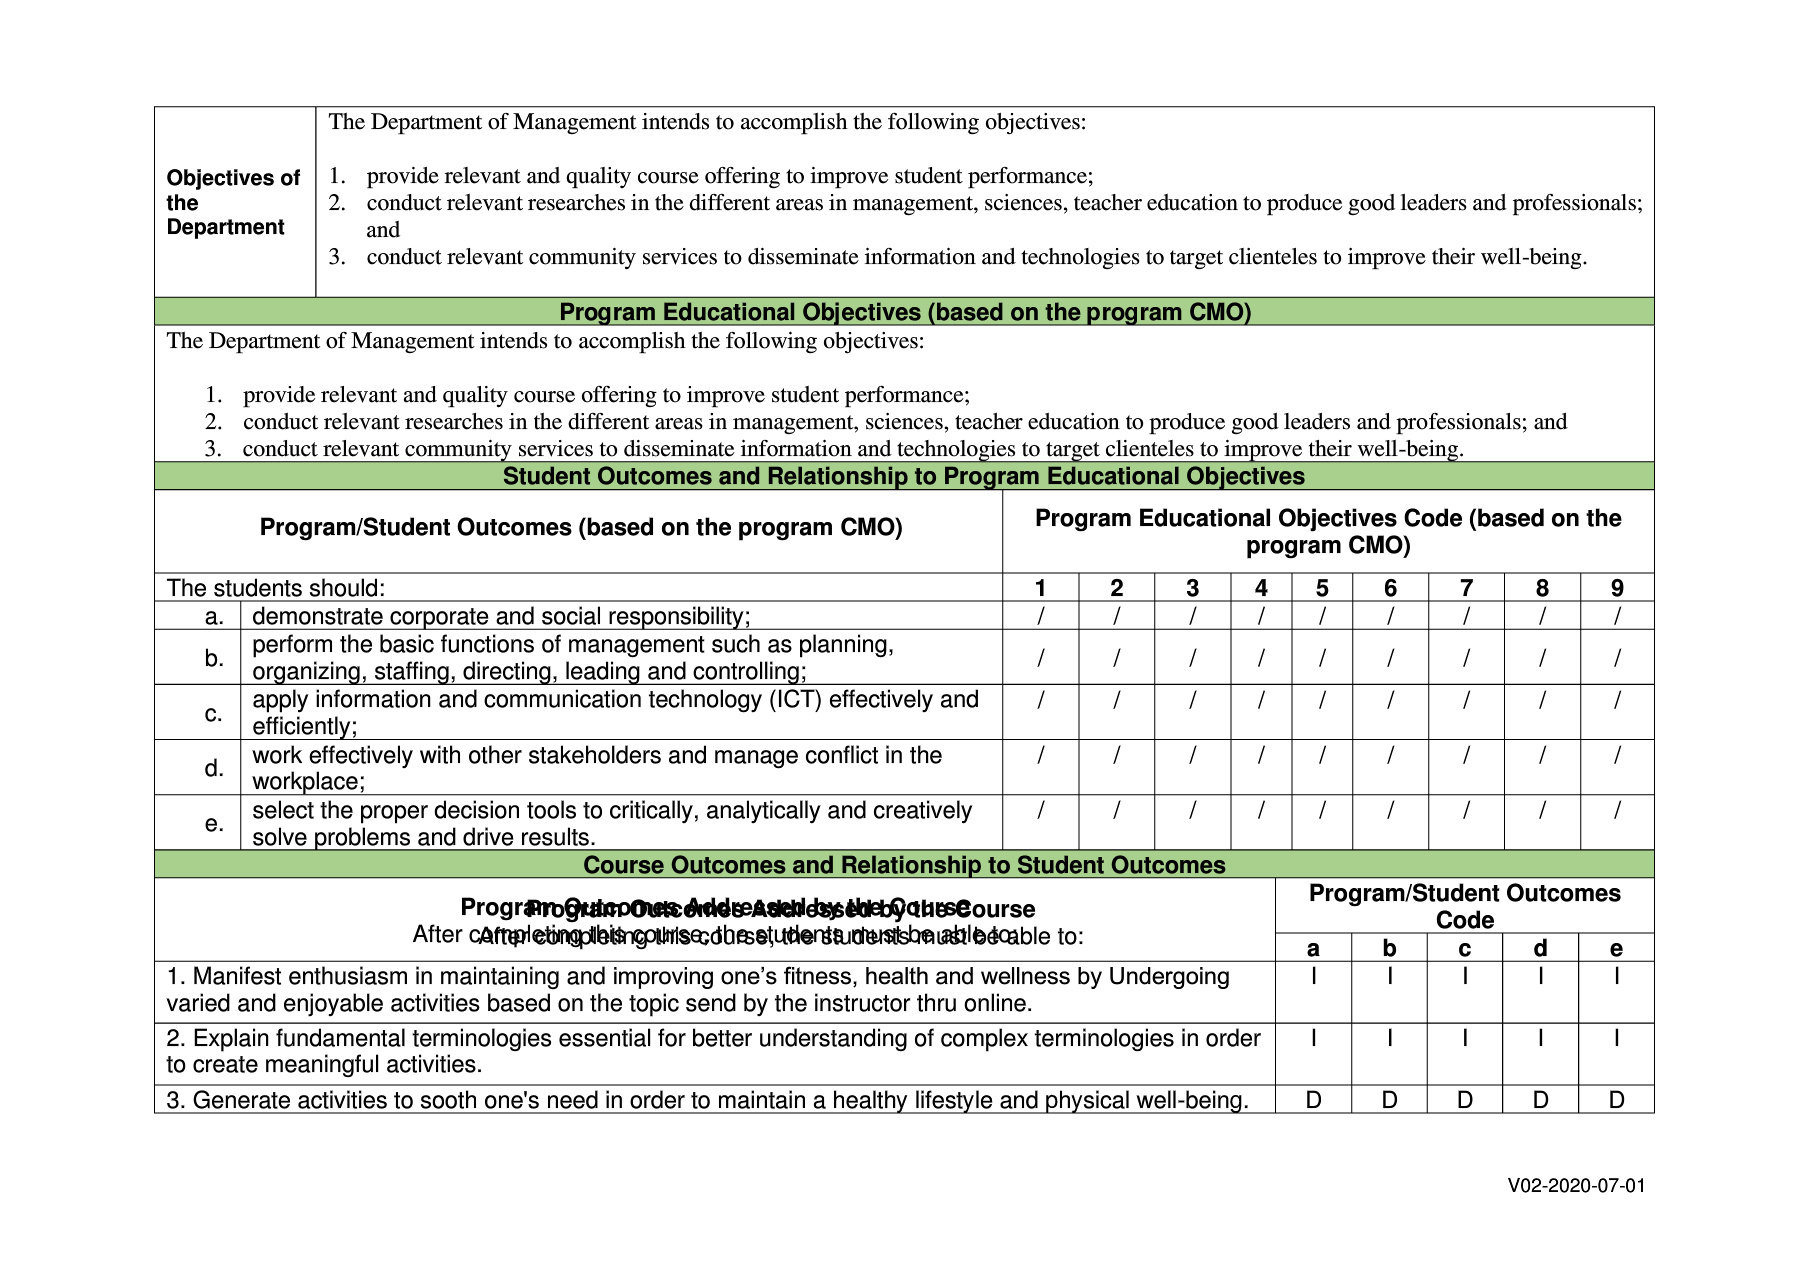 The Department of Management intends to accomplish the following objectives:
Objectives of
the
Department
1. provide relevant and quality course offering to improve student performance;
2. conduct relevant researches in the different areas in management, sciences, teacher education to produce good leaders and professionals;
and
3. conduct relevant community services to disseminate information and technologies to target clienteles to improve their well-being.
Program Educational Objectives (based on the program CMO)
The Department of Management intends to accomplish the following objectives:
1. provide relevant and quality course offering to improve student performance;
2. conduct relevant researches in the different areas in management, sciences, teacher education to produce good leaders and professionals; and
3. conduct relevant community services to disseminate information and technologies to target clienteles to improve their well-being.
Student Outcomes and Relationship to Program Educational Objectives
Program/Student Outcomes (based on the program CMO)
Program Educational Objectives Code (based on the
program CMO)
The students should: 1 2 3 4 5 6 7 8 9
a. demonstrate corporate and social responsibility; / / / / / / / / /
b. perform the basic functions of management such as planning,
organizing, staffing, directing, leading and controlling; / / / / / / / / /
c. apply information and communication technology (ICT) effectively and / / / / / / / / /
efficiently;
d. work effectively with other stakeholders and manage conflict in the / / / / / / / / /
workplace;
e. select the proper decision tools to critically, analytically and creatively / / / / / / / / /
solve problems and drive results.
Course Outcomes and Relationship to Student Outcomes
Program Outcomes Addressed by the Course
After completing this course, the students must be able to:
Program Outcomes Addressed by the Course
After completing this course, the students must be able to:
Program/Student Outcomes
Code
a b c d e
1. Manifest enthusiasm in maintaining and improving one’s fitness, health and wellness by Undergoing I I I I I
varied and enjoyable activities based on the topic send by the instructor thru online.
2. Explain fundamental terminologies essential for better understanding of complex terminologies in order I I I I I
to create meaningful activities.
3. Generate activities to sooth one's need in order to maintain a healthy lifestyle and physical well-being. D D D D D
V02-2020-07-01